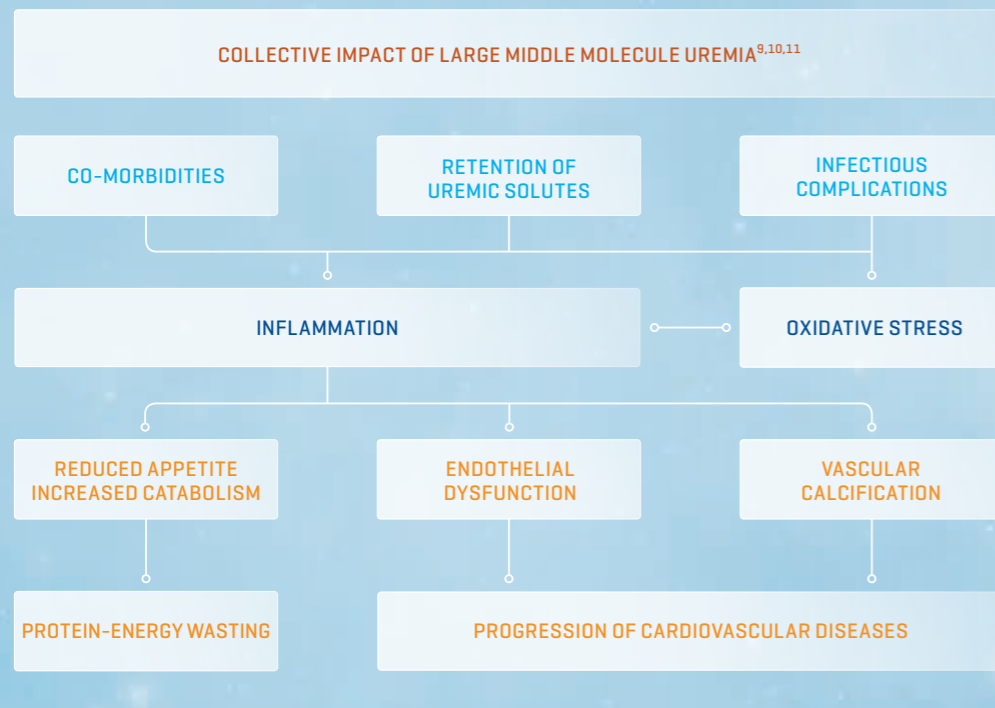 COLLECTIVE IMPACT OF LARGE MIDDLE MOLECULE UREMIA9,10,11
CO-MORBIDITIES
RETENTION OF
UREMIC SOLUTES
INFECTIOUS
COMPLICATIONS
INFLAMMATION
OXIDATIVE STRESS
REDUCED APPETITE
INCREASED CATABOLISM
ENDOTHELIAL
DYSFUNCTION
VASCULAR
CALCIFICATION
PROTEIN-ENERGY WASTING
PROGRESSION OF CARDIOVASCULAR DISEASES